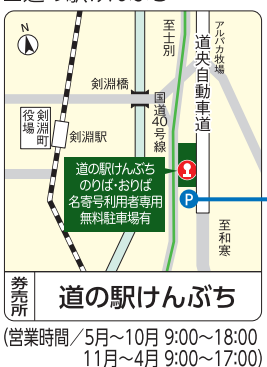 N
至士別
アルパカ牧場
道央自動車道
剣淵橋
国道40号線
剣淵町役場
剣淵駅
道の駅けんぶち
のりば・おりば
名寄号利用者専用
無料駐車場有
P
至和寒
券売所
道の駅けんぶち
(営業時間/5月～10月 9:00～18:00
11月～4月 9:00～17:00)